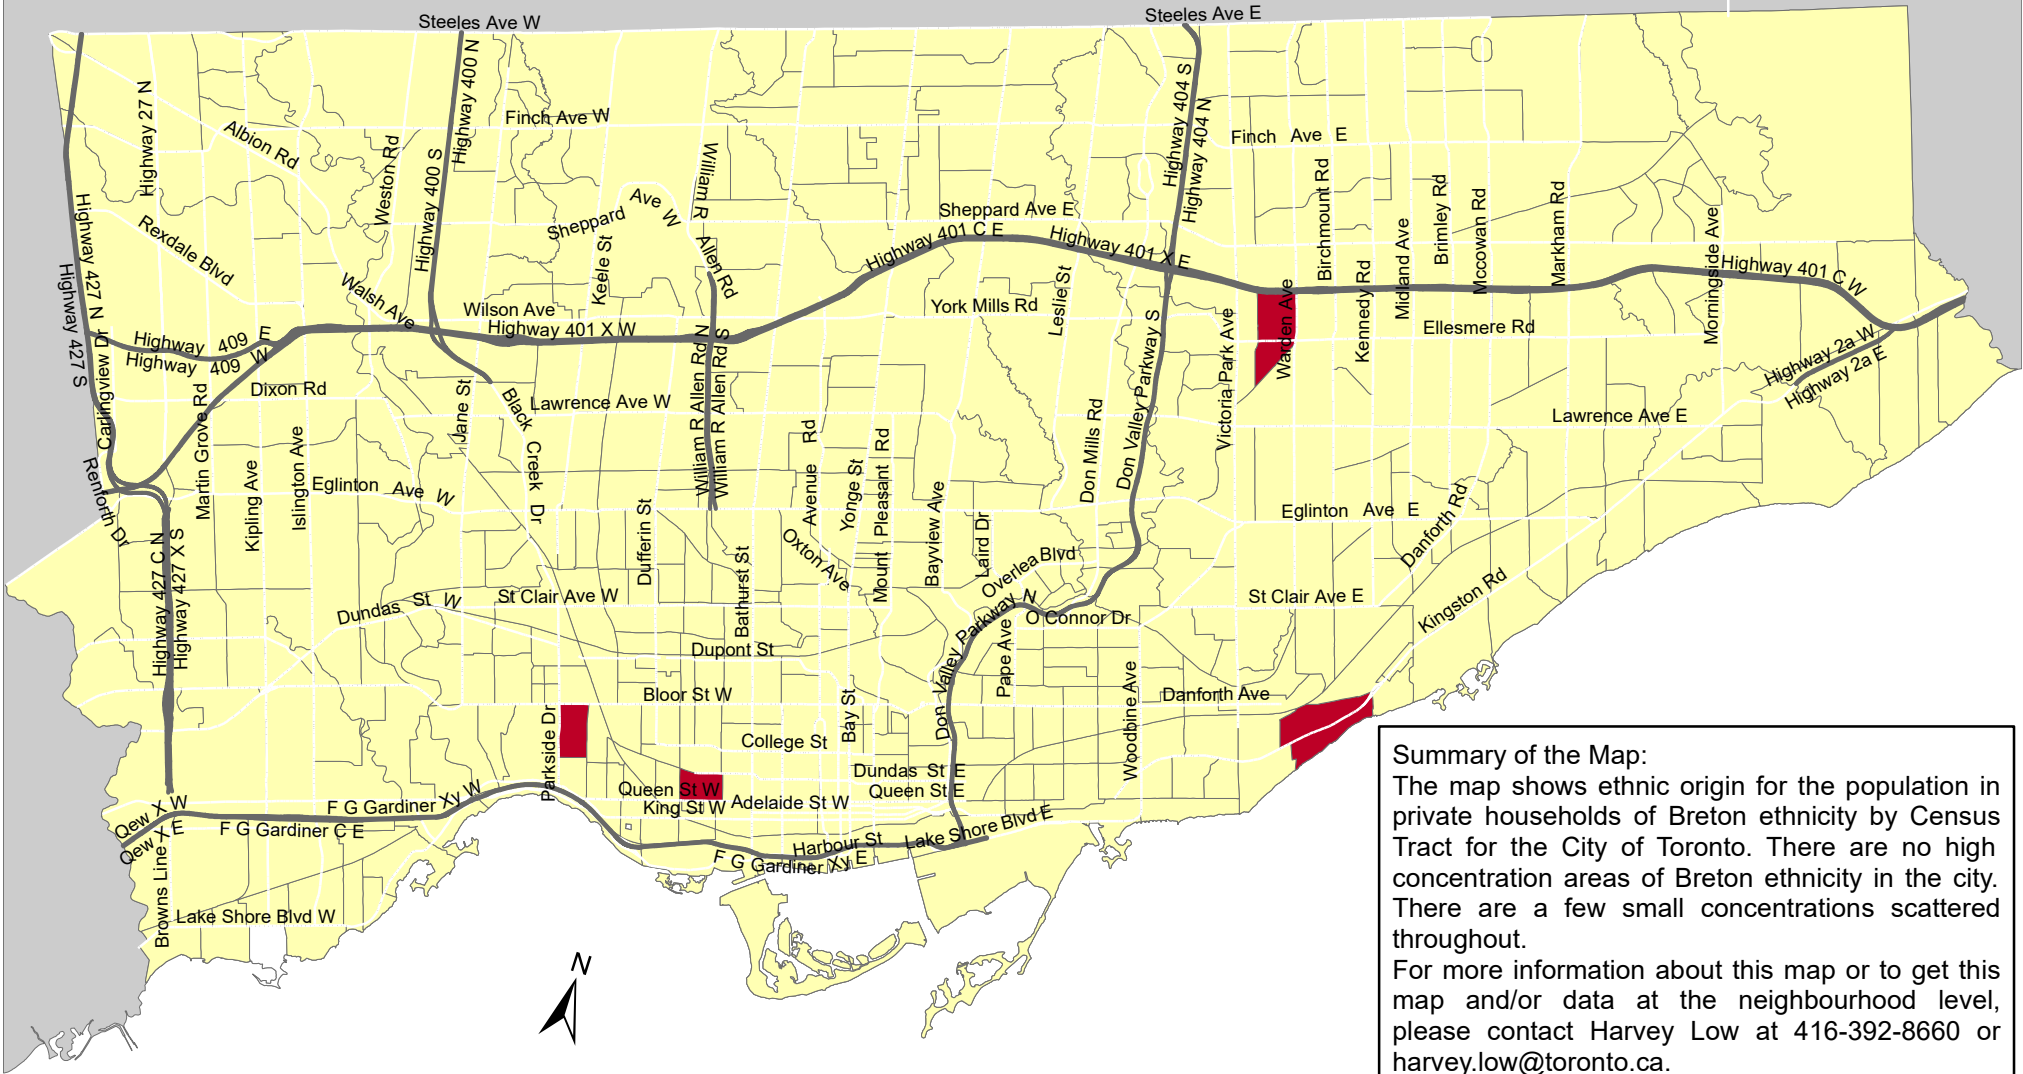 Steeles Ave W
Steeles Ave E
Highway 27 N
Albion Rd
Weston Rd
Highway 400 N
Highway 400 S
Finch Ave W
William R
Allen Rd
Highway 404 S
Highway 404 N
Finch Ave E
Highway 427 N
Highway 427 S
Rexdale Blvd
Sheppard Ave W
Keele St
Sheppard Ave E
Highway 401 C E
Highway 401 X E
Birchmount Rd
Midland Ave
Brimley Rd
Mccowan Rd
Markham Rd
Morningside Ave
Highway 401 C W
Walsh Ave
Wilson Ave
Highway 401 X W
York Mills Rd
Leslie St
Warden Ave
Kennedy Rd
Ellesmere Rd
Highway 409 E
Highway 409 W
Carlingview Dr
Dixon Rd
Martin Grove Rd
Jane St
Black Creek Dr
Lawrence Ave W
William R Allen Rd N
William R Allen Rd S
Don Valley Parkway S
Victoria Park Ave
Highway 2a W
Highway 2a E
Lawrence Ave E
Renforth Dr
Kipling Ave
Islington Ave
Eglinton Ave W
Dufferin St
Avenue Rd
Yonge St
Mount Pleasant Rd
Bayview Ave
Laird Dr
Don Mills Rd
Eglinton Ave E
Danforth Rd
Highway 427 C N
Highway 427 X S
Oxton Ave
Overlea Blvd
Bathurst St
Dundas St W
St Clair Ave W
St Clair Ave E
Kingston Rd
O Connor Dr
Don Valley Parkway N
Pape Ave
Dupont St
Bloor St W
Bay St
Woodbine Ave
Danforth Ave
Parkside Dr
College St
Dundas St E
Queen St E
Queen St W
King St W
Adelaide St W
Qew X W
Qew X E
F G Gardiner Xy W
F G Gardiner C E
Harbour St
Lake Shore Blvd E
F G Gardiner Xy E
Browns Line
Lake Shore Blvd W
N
Summary of the Map:
The map shows ethnic origin for the population in
private households of Breton ethnicity by Census
Tract for the City of Toronto. There are no high
concentration areas of Breton ethnicity in the city.
There are a few small concentrations scattered
throughout.
For more information about this map or to get this
map and/or data at the neighbourhood level,
please contact Harvey Low at 416-392-8660 or
harvey.low@toronto.ca.